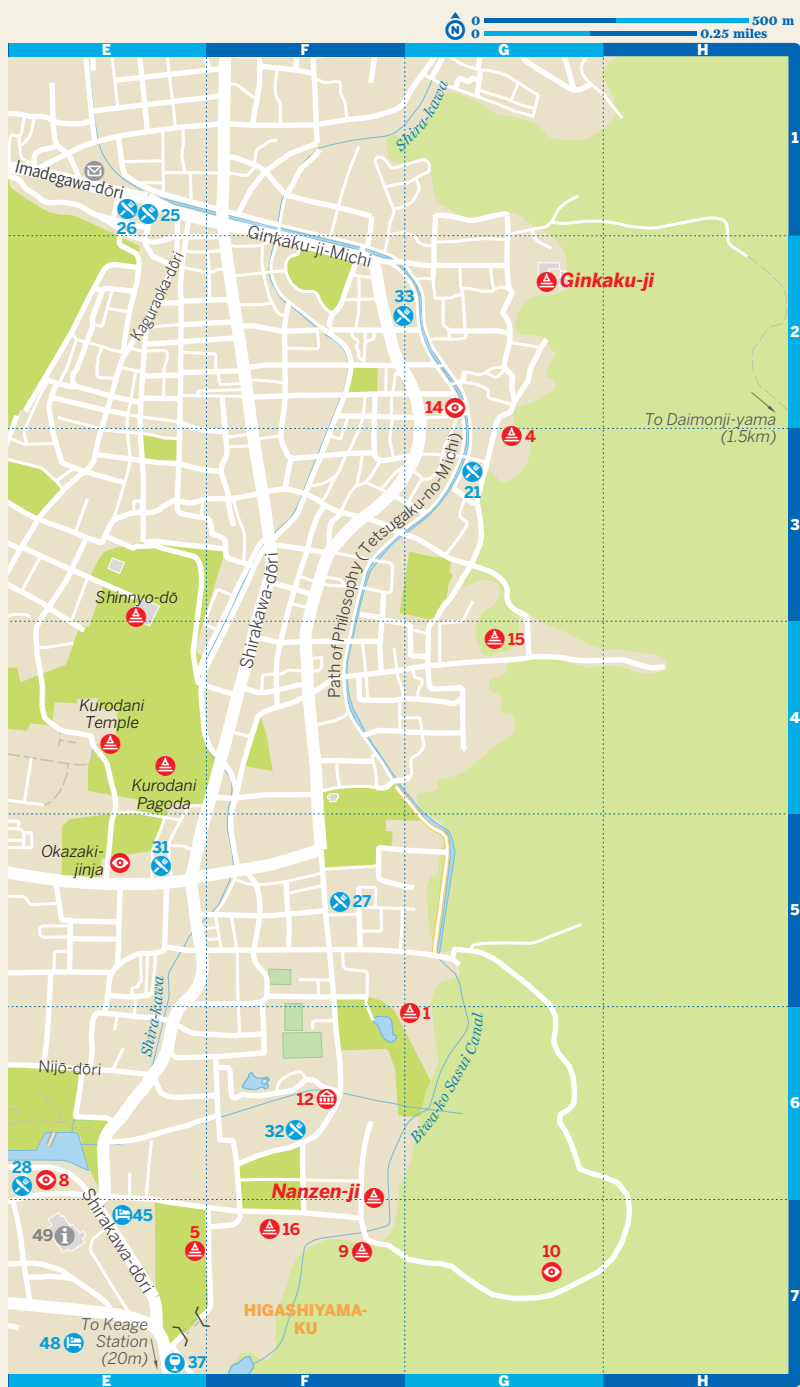 N
0 500 m
0 0.25 miles
E F G H
1
Shira-kawa
Imadegawa-dōri
26
25
Ginkaku-ji-Michi
Kaguraoka-dōri
Ginkaku-ji
33
2
14
To Daimonji-yama
(1.5km)
4
21
Path of Philosophy (Tetsugaku-no-Michi)
3
Shirakawa-dōri
Shinnyo-dō
15
Kurodani
Temple
4
Kurodani
Pagoda
Okazaki-
jinja
31
27
5
Shira-kawa
1
Biwa-ko Sasui Canal
Nijō-dōri
12
6
32
28
8
Nanzen-ji
Shirakawa-dōri
45
49
5
16
9
10
7
HIGASHIYAMA-
KU
To Keage
Station
(20m)
48
37
E F G H